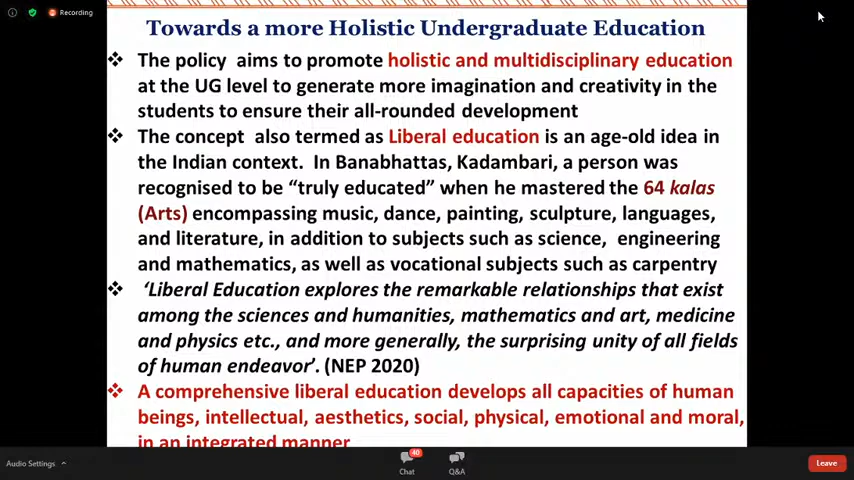 Recording
Towards a more Holistic Undergraduate Education
The policy aims to promote holistic and multidisciplinary education
at the UG level to generate more imagination and creativity in the
students to ensure their all-rounded development
The concept also termed as Liberal education is an age-old idea in
the Indian context. In Banabhattas, Kadambari, a person was
recognised to be “truly educated” when he mastered the 64 kalas
(Arts) encompassing music, dance, painting, sculpture, languages,
and literature, in addition to subjects such as science, engineering
and mathematics, as well as vocational subjects such as carpentry
‘Liberal Education explores the remarkable relationships that exist
among the sciences and humanities, mathematics and art, medicine
and physics etc., and more generally, the surprising unity of all fields
of human endeavor’. (NEP 2020)
A comprehensive liberal education develops all capacities of human
beings, intellectual, aesthetics, social, physical, emotional and moral,
in an integrated manner
Audio Settings
40
Chat
Q&A
Leave